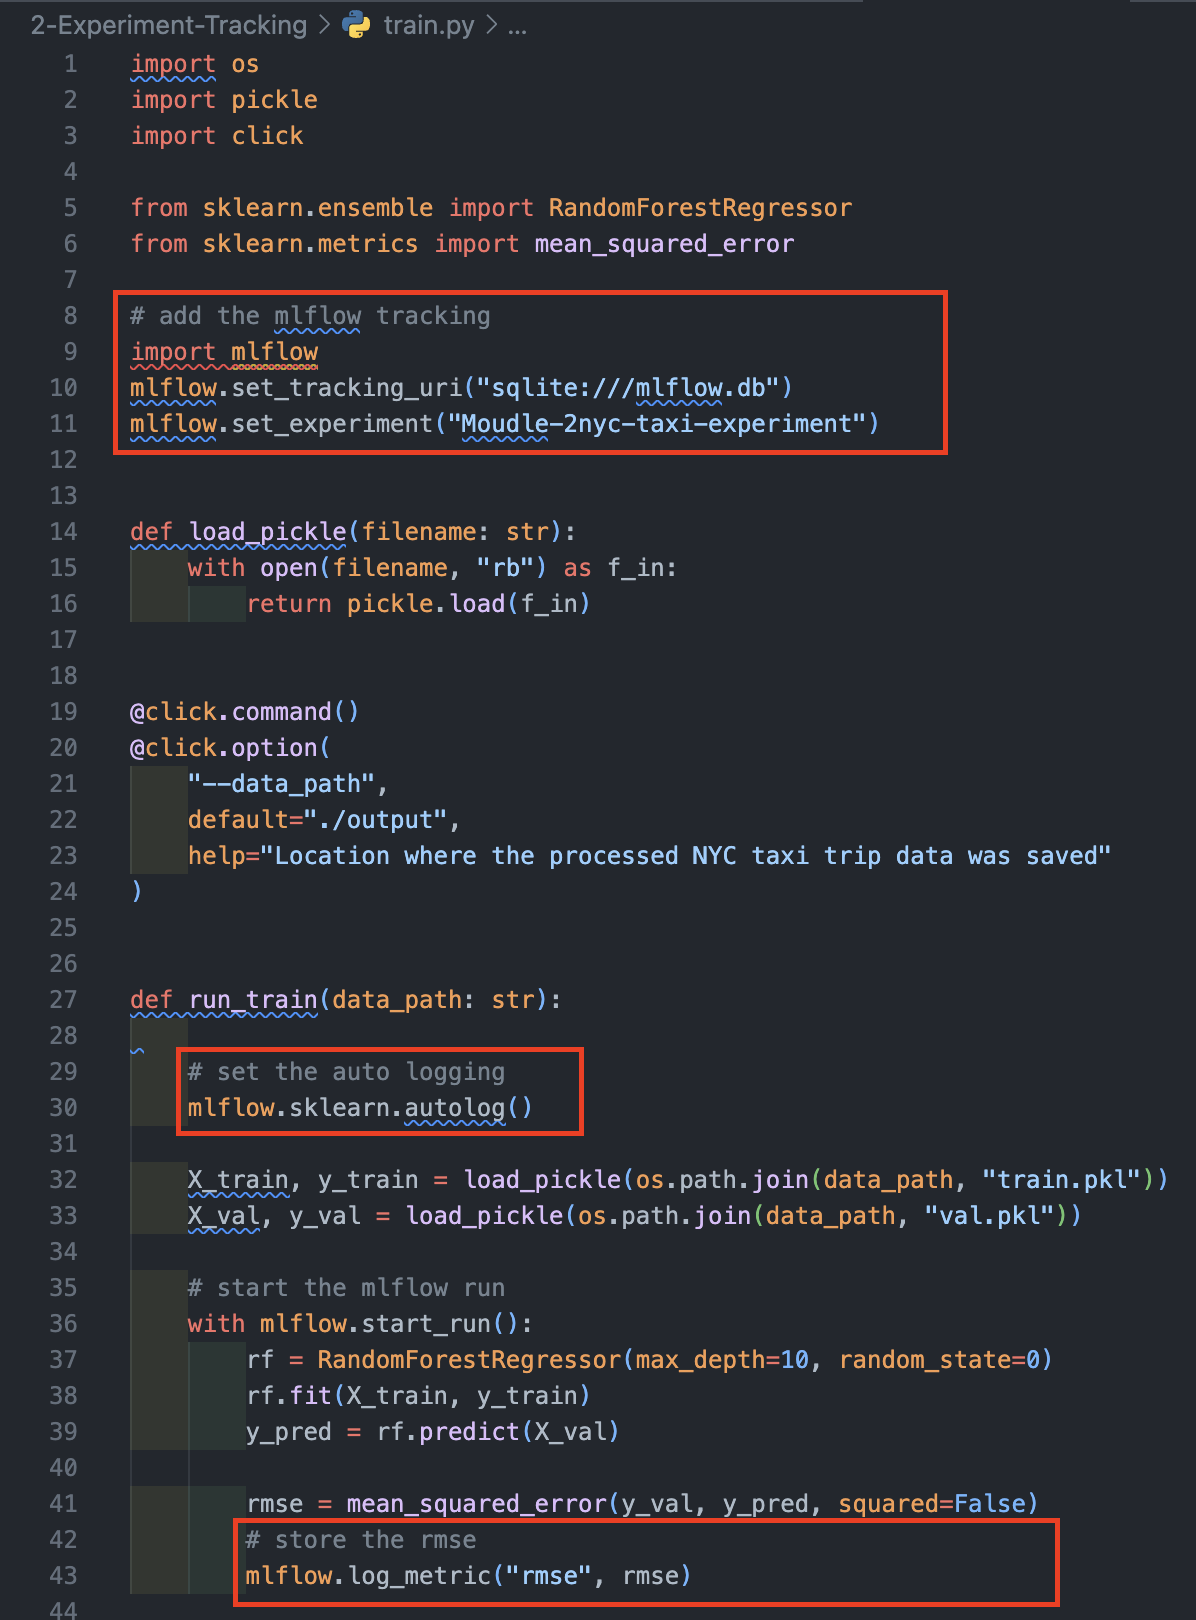 2-Experiment-Tracking > train.py > ...
1 import os
2 import pickle
3 import click
4
5 from sklearn.ensemble import RandomForestRegressor
6 from sklearn.metrics import mean_squared_error
7
8 # add the mlflow tracking
9 import mlflow
10 mlflow.set_tracking_uri("sqlite:///mlflow.db")
11 mlflow.set_experiment("Moudle-2nyc-taxi-experiment")
12
13
14 def load_pickle(filename: str):
15     with open(filename, "rb") as f_in:
16         return pickle.load(f_in)
17
18
19 @click.command()
20 @click.option(
21     "--data_path",
22     default="./output",
23     help="Location where the processed NYC taxi trip data was saved"
24 )
25
26
27 def run_train(data_path: str):
28
29     # set the auto logging
30     mlflow.sklearn.autolog()
31
32     X_train, y_train = load_pickle(os.path.join(data_path, "train.pkl"))
33     X_val, y_val = load_pickle(os.path.join(data_path, "val.pkl"))
34
35     # start the mlflow run
36     with mlflow.start_run():
37         rf = RandomForestRegressor(max_depth=10, random_state=0)
38         rf.fit(X_train, y_train)
39         y_pred = rf.predict(X_val)
40
41         rmse = mean_squared_error(y_val, y_pred, squared=False)
42         # store the rmse
43         mlflow.log_metric("rmse", rmse)
44